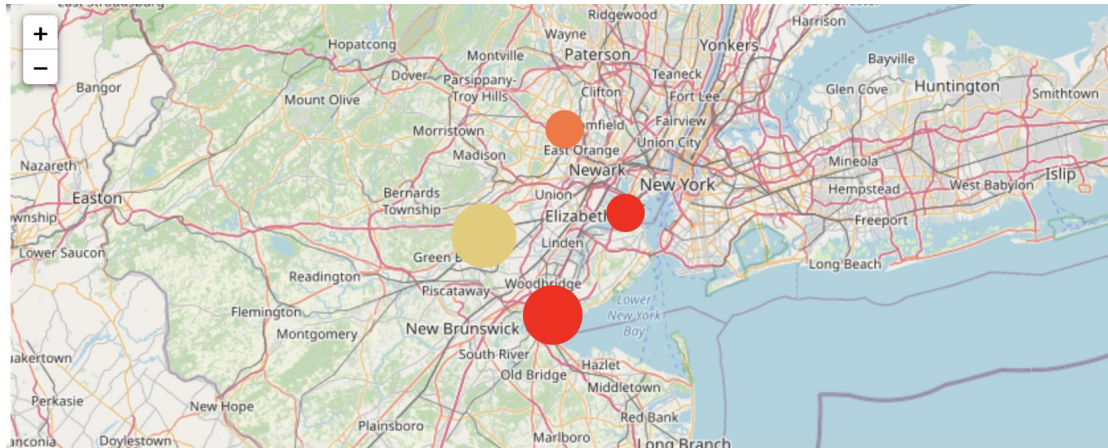 Ridgewood
Harrison
Wayne
Hopatcong
Montville
Paterson
Yonkers
Bayville
Dover
Parsippany-
Troy Hills
Teaneck
Clifton
Fort Lee
Glen Cove
Huntington
Smithtown
+
−
Bangor
Mount Olive
Morristown
Fairview
East Orange
Union City
Nazareth
Madison
Newark
Mineola
Easton
Bernards
Township
Union
New York
Hempstead
West Babylon
Islip
Elizabeth
Freeport
Lower Saucon
Linden
Green B
Long Beach
Readington
Piscataway
Woodbridge
Flemington
Montgomery
New Brunswick
Lower
New York
Bay
South River
Old Bridge
Hazlet
Middletown
Perkasie
New Hope
Plainsboro
Red Bank
Doylestown
Marlboro
Long Branch